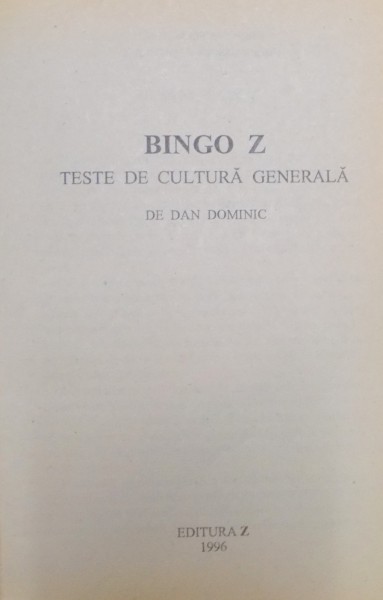 BINGO Z
TESTE DE CULTURĂ GENERALĂ
DE DAN DOMINIC
EDITURA Z
1996